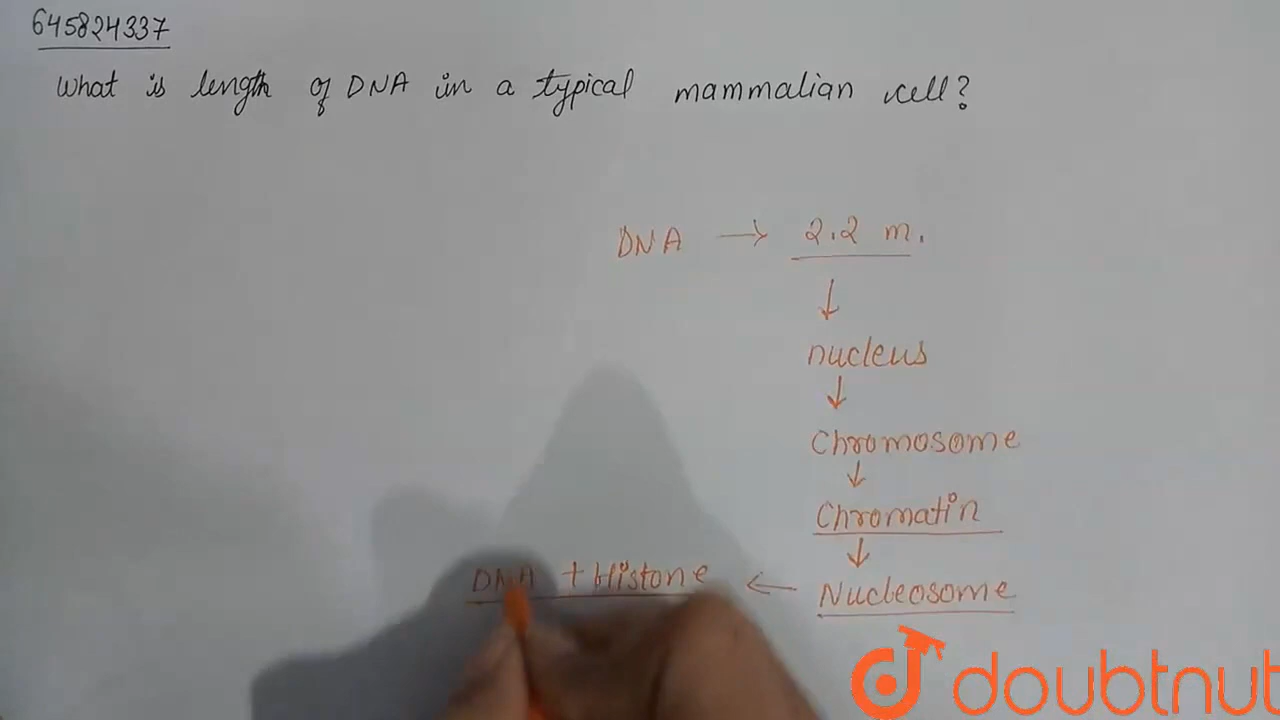 645824337
What is length of DNA in a typical mammalian cell?
DNA → 2.2 m.
↓
nucleus
↓
Chromosome
↓
Chromatin
↓
DNA + Histone ← Nucleosome
doubtnut